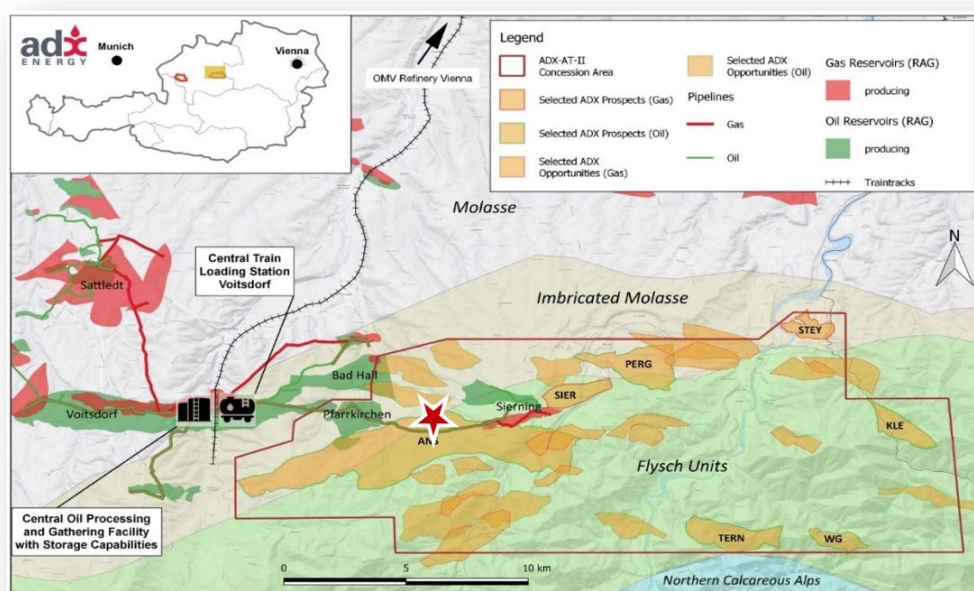 adx
ENERGY
Munich
Vienna
OMV Refinery Vienna
Legend
ADX-AT-II
Concession Area
Selected ADX Prospects (Gas)
Selected ADX Prospects (Oil)
Selected ADX
Opportunities (Gas)
Selected ADX
Opportunities (Oil)
Pipelines
Gas
Oil
Gas Reservoirs (RAG)
producing
Oil Reservoirs (RAG)
producing
Traintracks
Molasse
N
Central Train
Loading Station
Voitsdorf
Sattledt
Imbricated Molasse
STEY
PERG
Bad Hall
SIER
Sierning
Voitsdorf
Pfarrkirchen
ANS
KLE
Flysch Units
Central Oil Processing
and Gathering Facility
with Storage Capabilities
TERN
WG
0
5
10 km
Northern Calcareous Alps